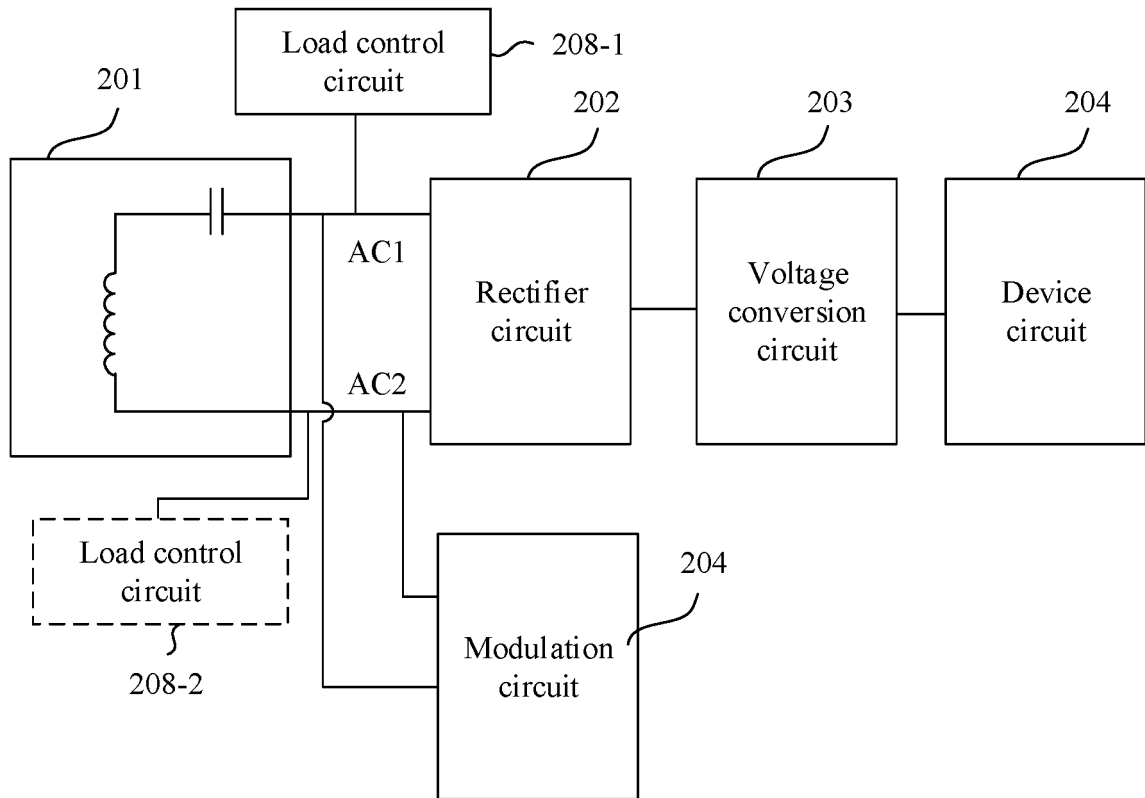 Load control
circuit
208-1
201
202
203
204
AC1
Rectifier
circuit
Voltage
conversion
circuit
Device
circuit
AC2
Load control
circuit
208-2
Modulation
circuit
204